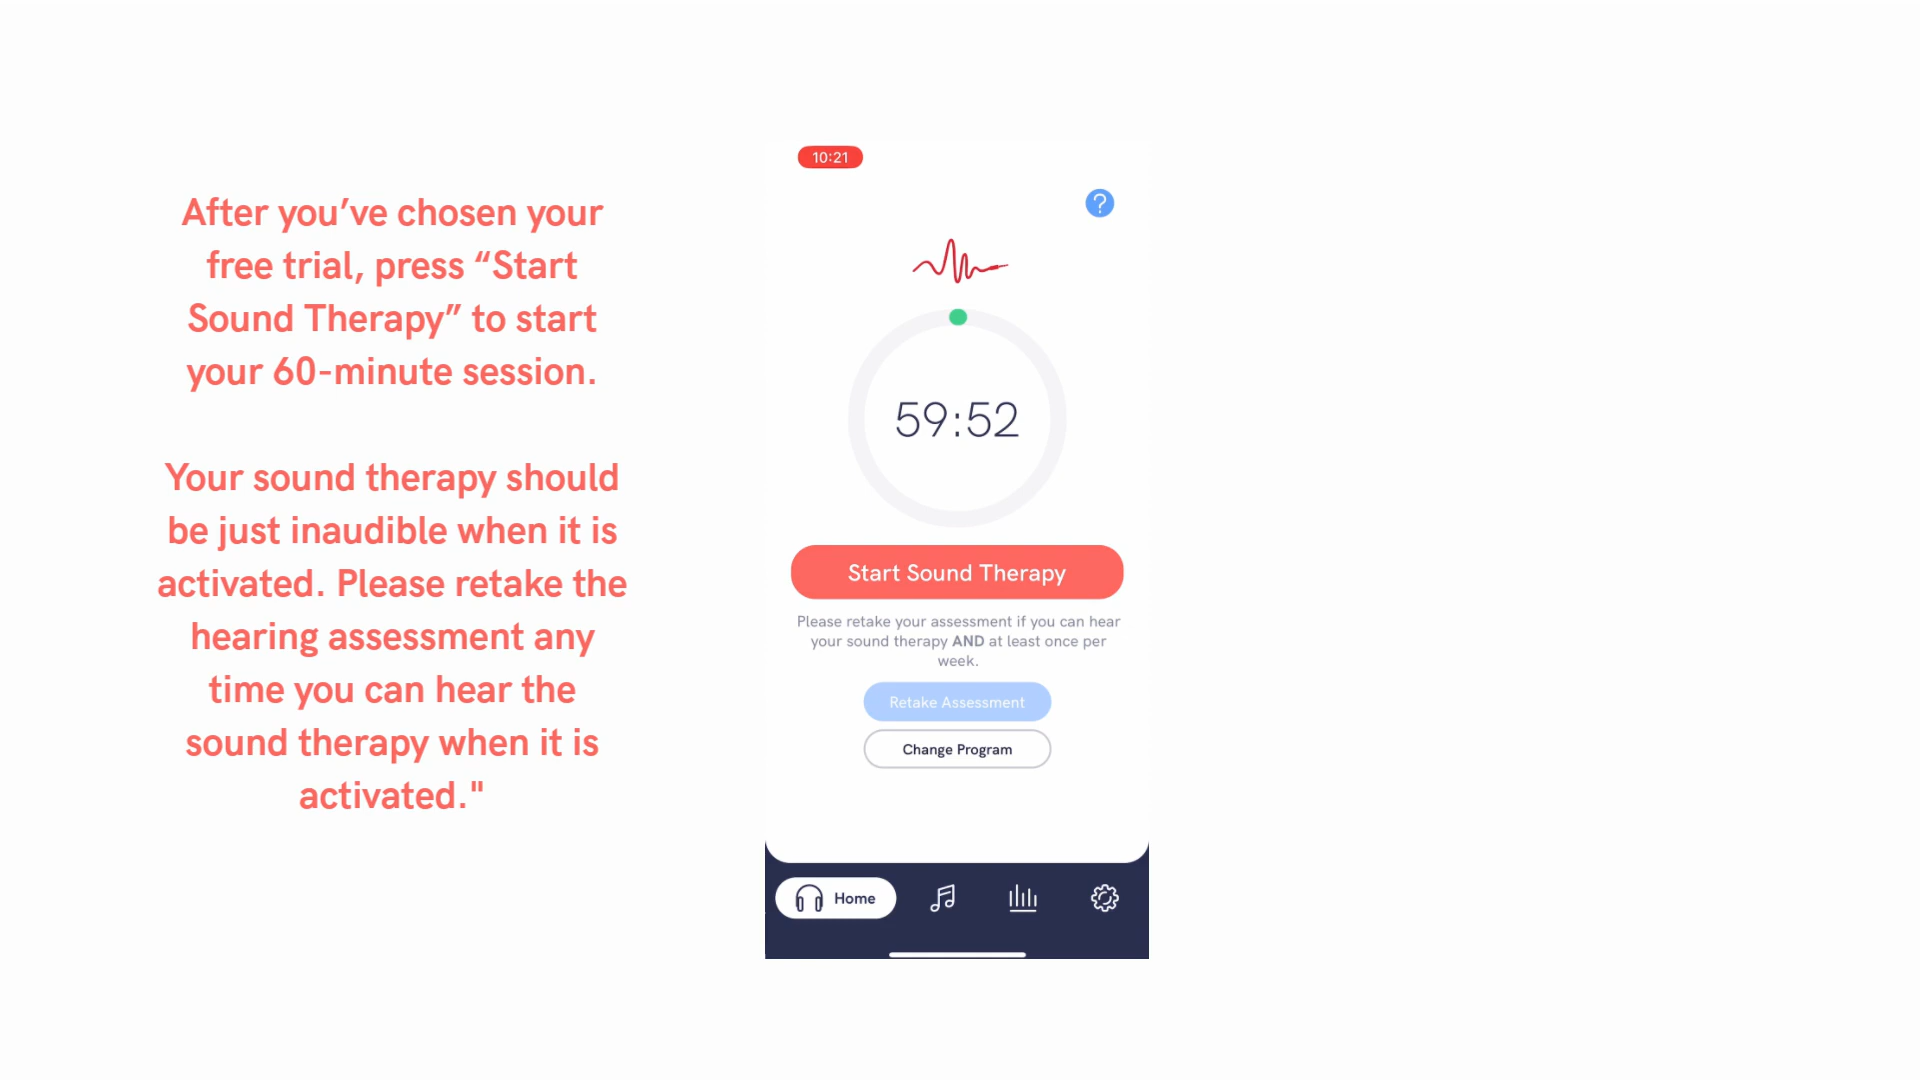 After you’ve chosen your
free trial, press “Start
Sound Therapy” to start
your 60-minute session.
Your sound therapy should
be just inaudible when it is
activated. Please retake the
hearing assessment any
time you can hear the
sound therapy when it is
activated."
10:21
?
59:52
Start Sound Therapy
Please retake your assessment if you can hear
your sound therapy AND at least once per
week.
Retake Assessment
Change Program
Home